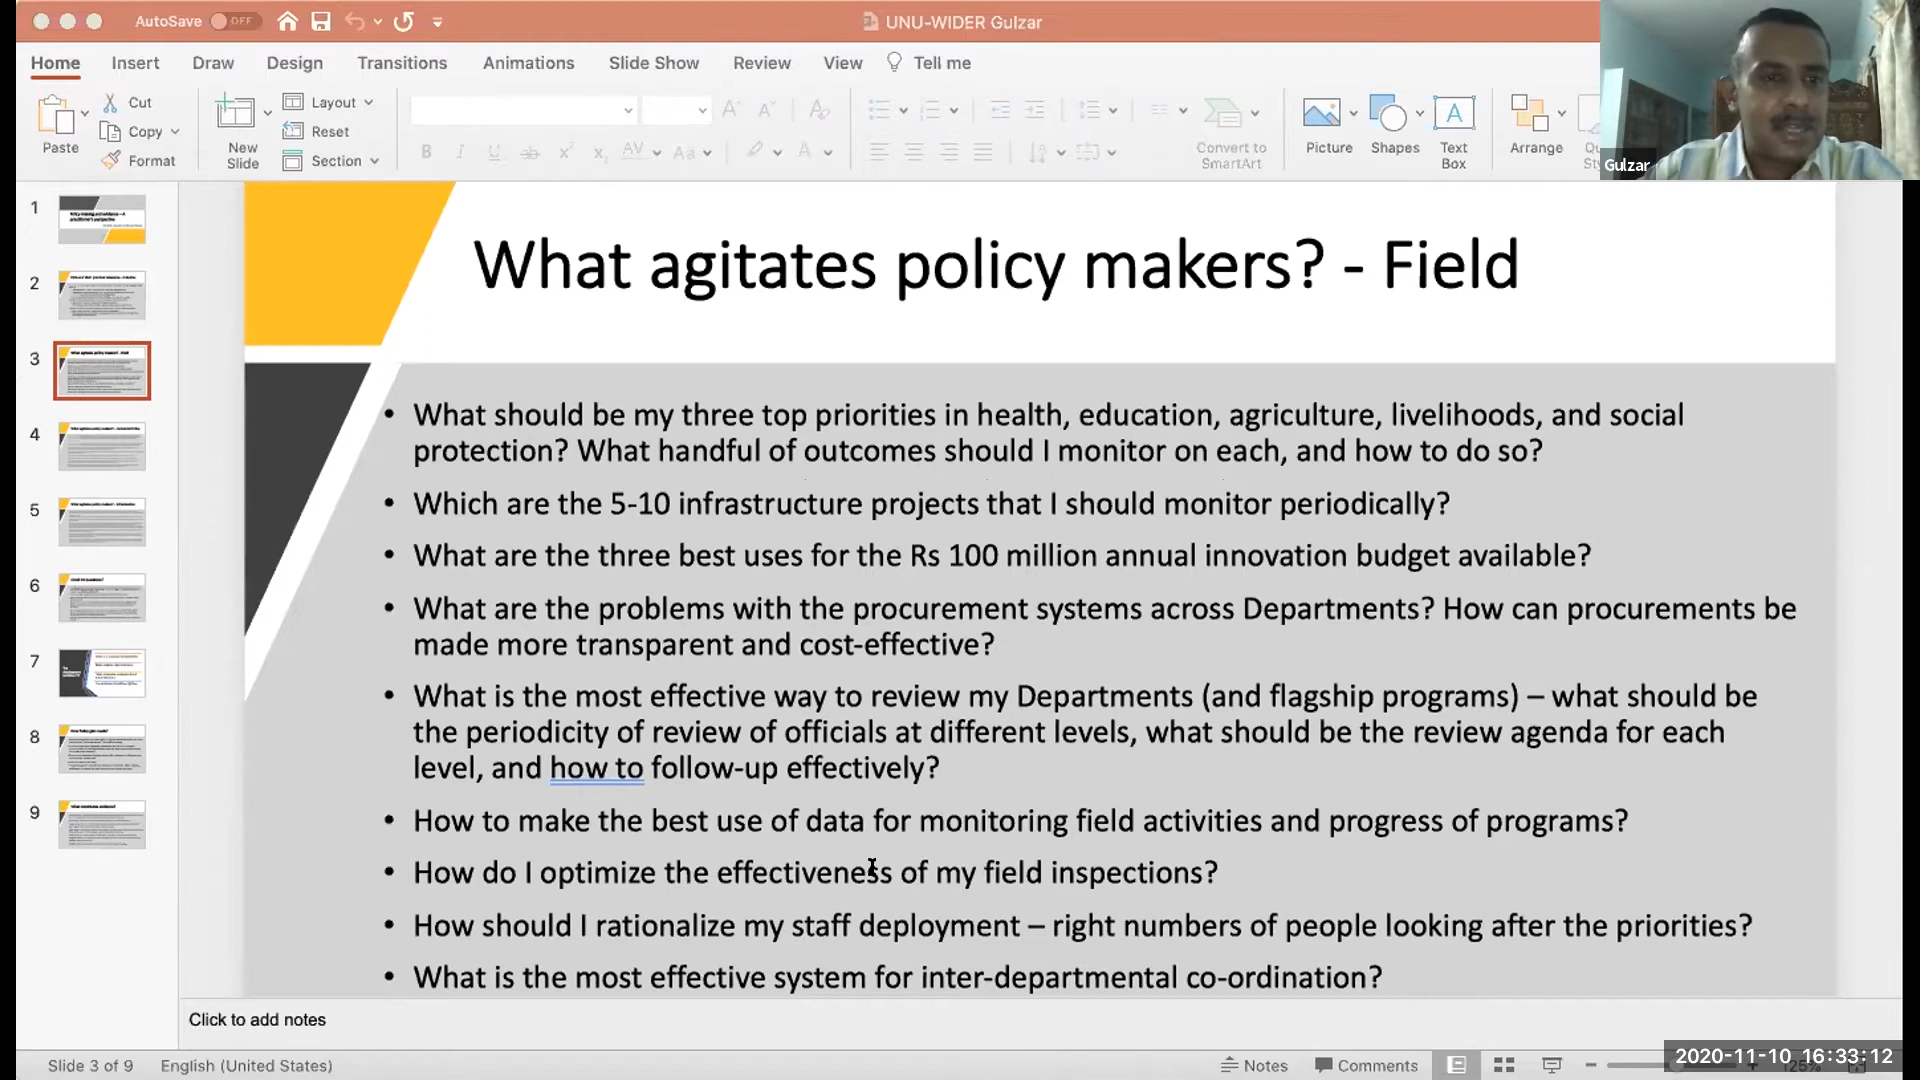 AutoSave OFF
UNU-WIDER Gulzar
Home Insert Draw Design Transitions Animations Slide Show Review View Tell me
Paste
Cut
Copy
Format
New
Slide
Layout
Reset
Section
Convert to
SmartArt
Picture
Shapes
Text
Box
Arrange
Gulzar
1
2
3
4
5
6
7
8
9
What agitates policy makers? - Field
• What should be my three top priorities in health, education, agriculture, livelihoods, and social
protection? What handful of outcomes should I monitor on each, and how to do so?
• Which are the 5-10 infrastructure projects that I should monitor periodically?
• What are the three best uses for the Rs 100 million annual innovation budget available?
• What are the problems with the procurement systems across Departments? How can procurements be
made more transparent and cost-effective?
• What is the most effective way to review my Departments (and flagship programs) – what should be
the periodicity of review of officials at different levels, what should be the review agenda for each
level, and how to follow-up effectively?
• How to make the best use of data for monitoring field activities and progress of programs?
• How do I optimize the effectiveness of my field inspections?
• How should I rationalize my staff deployment – right numbers of people looking after the priorities?
• What is the most effective system for inter-departmental co-ordination?
Click to add notes
Slide 3 of 9 English (United States)
Notes Comments
2020-11-10 16:33:12